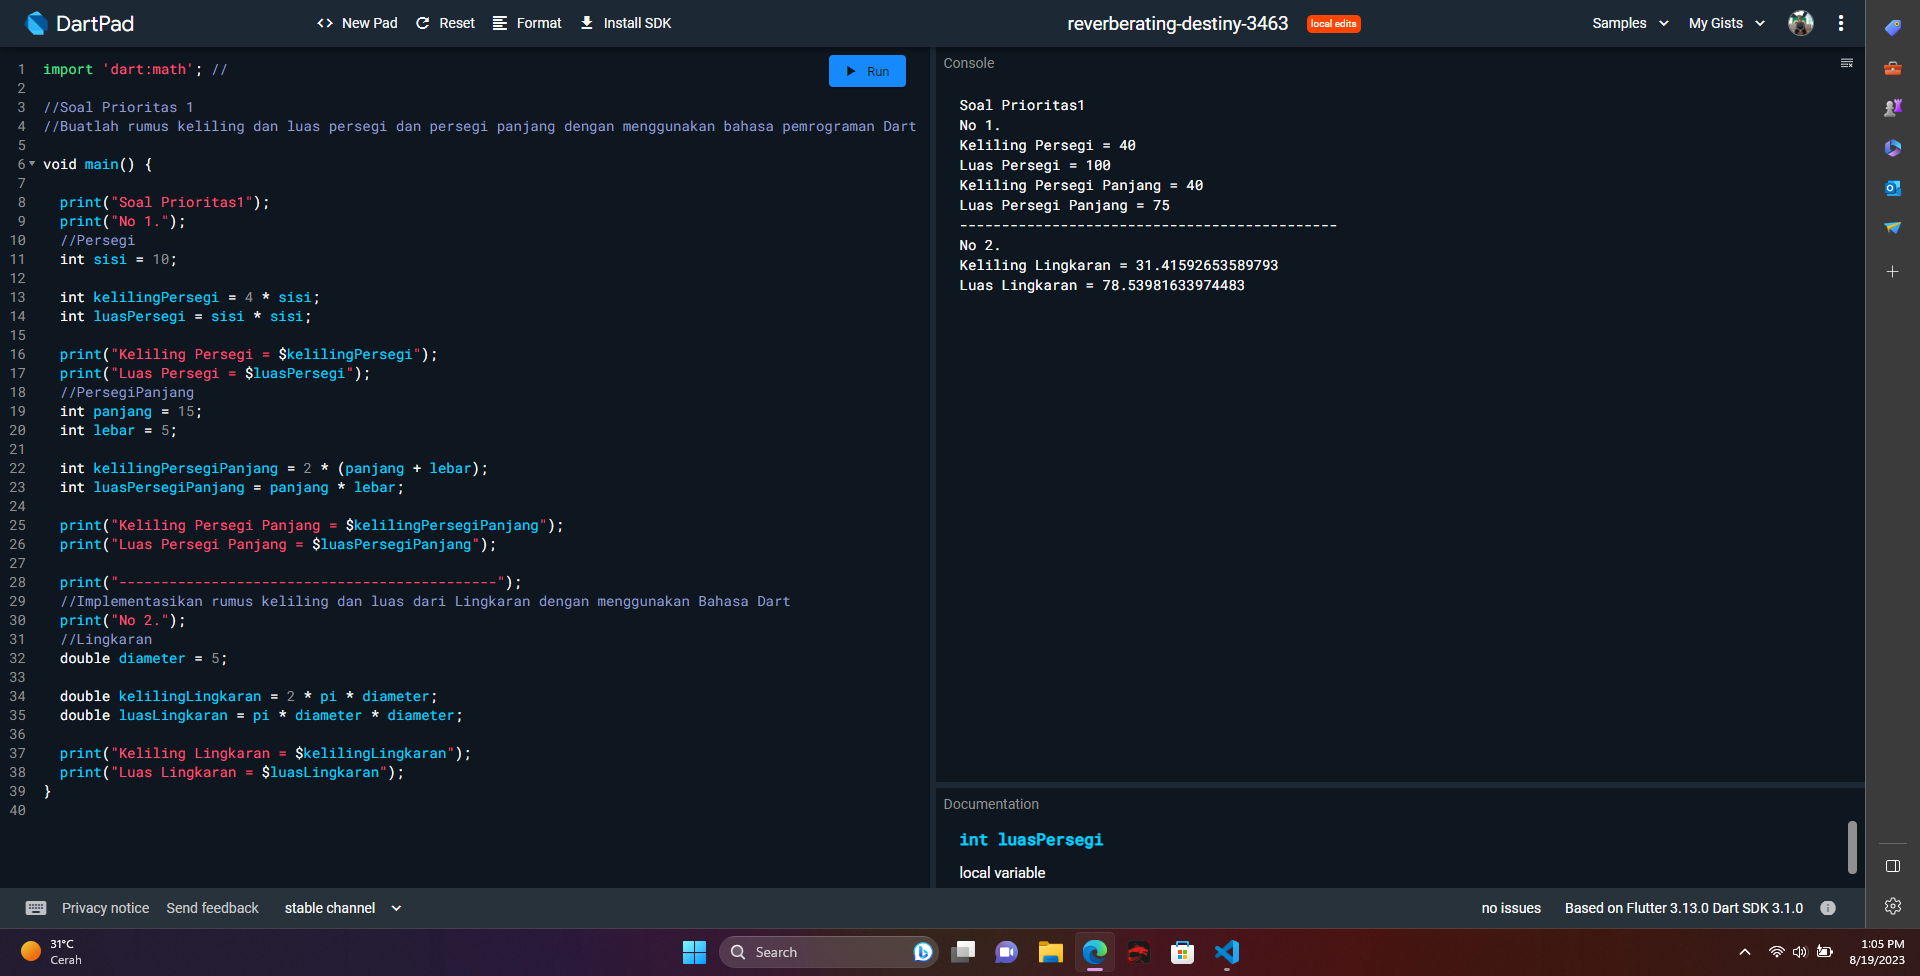 DartPad
New Pad
Reset
Format
Install SDK
reverberating-destiny-3463
local edits
Samples
My Gists
1 import 'dart:math'; //
2
3 //Soal Prioritas 1
4 //Buatlah rumus keliling dan luas persegi dan persegi panjang dengan menggunakan bahasa pemrograman Dart
5
6 void main() {
7
8 print("Soal Prioritas1");
9 print("No 1.");
10 //Persegi
11 int sisi = 10;
12
13 int kelilingPersegi = 4 * sisi;
14 int luasPersegi = sisi * sisi;
15
16 print("Keliling Persegi = $kelilingPersegi");
17 print("Luas Persegi = $luasPersegi");
18 //PersegiPanjang
19 int panjang = 15;
20 int lebar = 5;
21
22 int kelilingPersegiPanjang = 2 * (panjang + lebar);
23 int luasPersegiPanjang = panjang * lebar;
24
25 print("Keliling Persegi Panjang = $kelilingPersegiPanjang");
26 print("Luas Persegi Panjang = $luasPersegiPanjang");
27
28 print("---------------------------------------------");
29 //Implementasikan rumus keliling dan luas dari Lingkaran dengan menggunakan Bahasa Dart
30 print("No 2.");
31 //Lingkaran
32 double diameter = 5;
33
34 double kelilingLingkaran = 2 * pi * diameter;
35 double luasLingkaran = pi * diameter * diameter;
36
37 print("Keliling Lingkaran = $kelilingLingkaran");
38 print("Luas Lingkaran = $luasLingkaran");
39 }
40
Run
Console
Soal Prioritas1
No 1.
Keliling Persegi = 40
Luas Persegi = 100
Keliling Persegi Panjang = 40
Luas Persegi Panjang = 75
---------------------------------------------
No 2.
Keliling Lingkaran = 31.41592653589793
Luas Lingkaran = 78.53981633974483
Documentation
int luasPersegi
local variable
Privacy notice
Send feedback
stable channel
no issues
Based on Flutter 3.13.0 Dart SDK 3.1.0
31°C
Cerah
Search
1:05 PM
8/19/2023